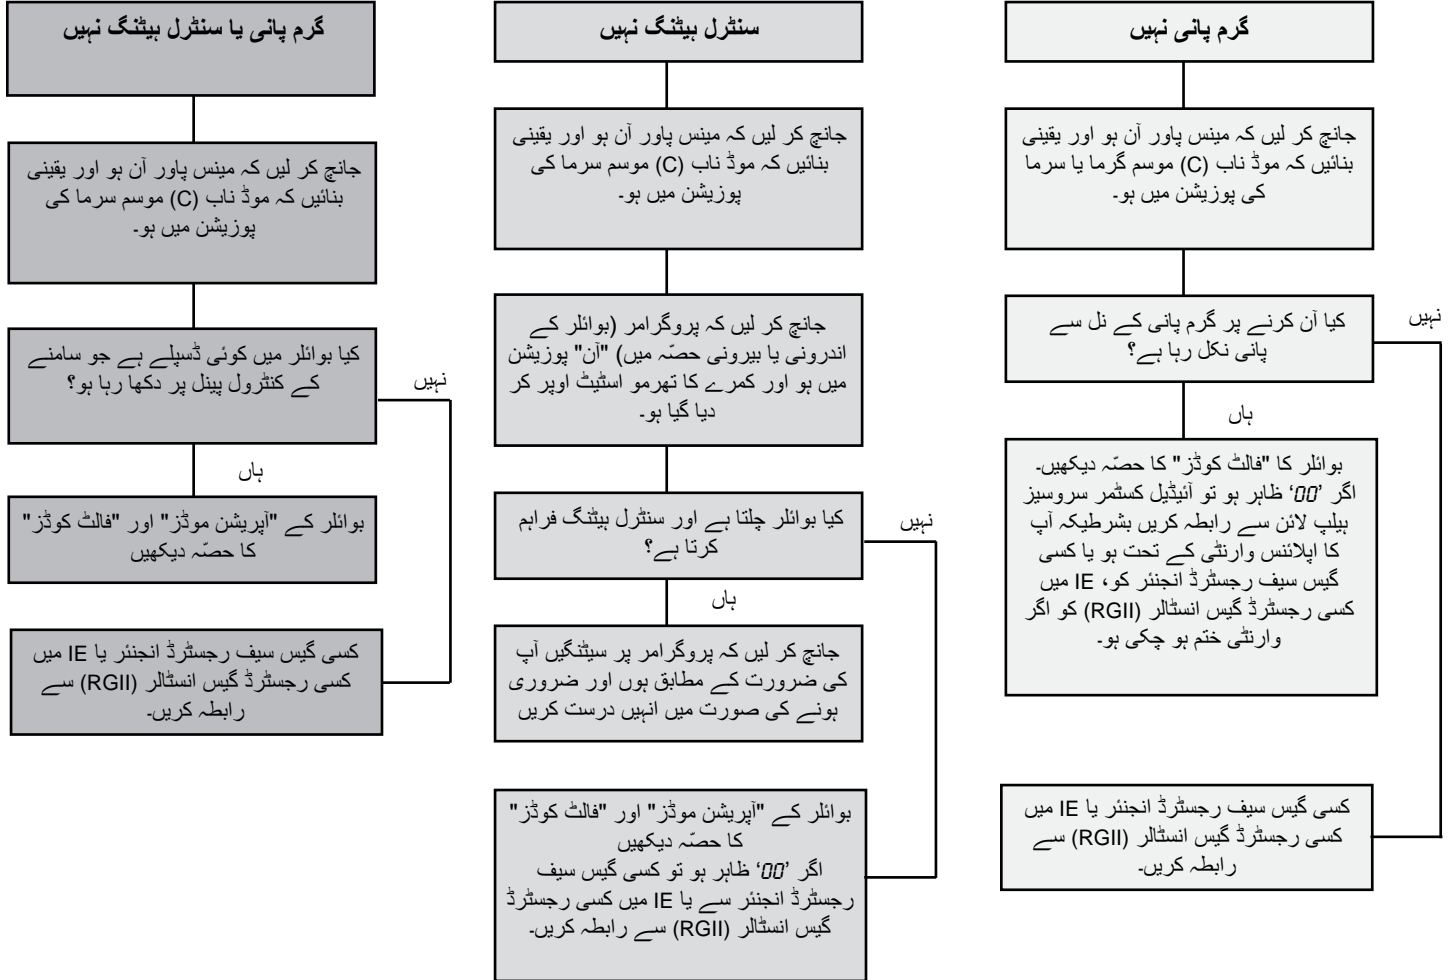 گرم پانی نہیں
جانچ کر لیں کہ مینس پاور آن ہو اور یقینی
بنائیں کہ موڈ ناب (C) موسم گرما یا سرما
کی پوزیشن میں ہو۔
کیا آن کرنے پر گرم پانی کے نل سے
پانی نکل رہا ہے؟
نہیں
ہاں
بوائلر کا "فالٹ کوڈز" کا حصّہ دیکھیں۔
اگر ’00‘ ظاہر ہو تو آئیڈیل کسٹمر سروسیز
ہیلپ لائن سے رابطہ کریں بشرطیکہ آپ
کا اپلائنس وارنٹی کے تحت ہو یا کسی
گیس سیف رجسٹرڈ انجنئر کو، IE میں
کسی رجسٹرڈ گیس انسٹالر (RGII) کو اگر
وارنٹی ختم ہو چکی ہو۔
کسی گیس سیف رجسٹرڈ انجنئر یا IE میں
کسی رجسٹرڈ گیس انسٹالر (RGII) سے
رابطہ کریں۔
سنٹرل ہیٹنگ نہیں
جانچ کر لیں کہ مینس پاور آن ہو اور یقینی
بنائیں کہ موڈ ناب (C) موسم سرما کی
پوزیشن میں ہو۔
جانچ کر لیں کہ پروگرامر (بوائلر کے
اندرونی یا بیرونی حصّہ میں) "آن" پوزیشن
میں ہو اور کمرے کا تھرمو اسٹیٹ اوپر کر
دیا گیا ہو۔
کیا بوائلر چلتا ہے اور سنٹرل ہیٹنگ فراہم
کرتا ہے؟
نہیں
ہاں
جانچ کر لیں کہ پروگرامر پر سیٹنگیں آپ
کی ضرورت کے مطابق ہوں اور ضروری
ہونے کی صورت میں انہیں درست کریں
بوائلر کے "آپریشن موڈز" اور "فالٹ کوڈز"
کا حصّہ دیکھیں
اگر ’00‘ ظاہر ہو تو کسی گیس سیف
رجسٹرڈ انجنئر سے یا IE میں کسی رجسٹرڈ
گیس انسٹالر (RGII) سے رابطہ کریں۔
گرم پانی یا سنٹرل ہیٹنگ نہیں
جانچ کر لیں کہ مینس پاور آن ہو اور یقینی
بنائیں کہ موڈ ناب (C) موسم سرما کی
پوزیشن میں ہو۔
کیا بوائلر میں کوئی ڈسپلے ہے جو سامنے
کے کنٹرول پینل پر دکھا رہا ہو؟
نہیں
ہاں
بوائلر کے "آپریشن موڈز" اور "فالٹ کوڈز"
کا حصّہ دیکھیں
کسی گیس سیف رجسٹرڈ انجنئر یا IE میں
کسی رجسٹرڈ گیس انسٹالر (RGII) سے
رابطہ کریں۔